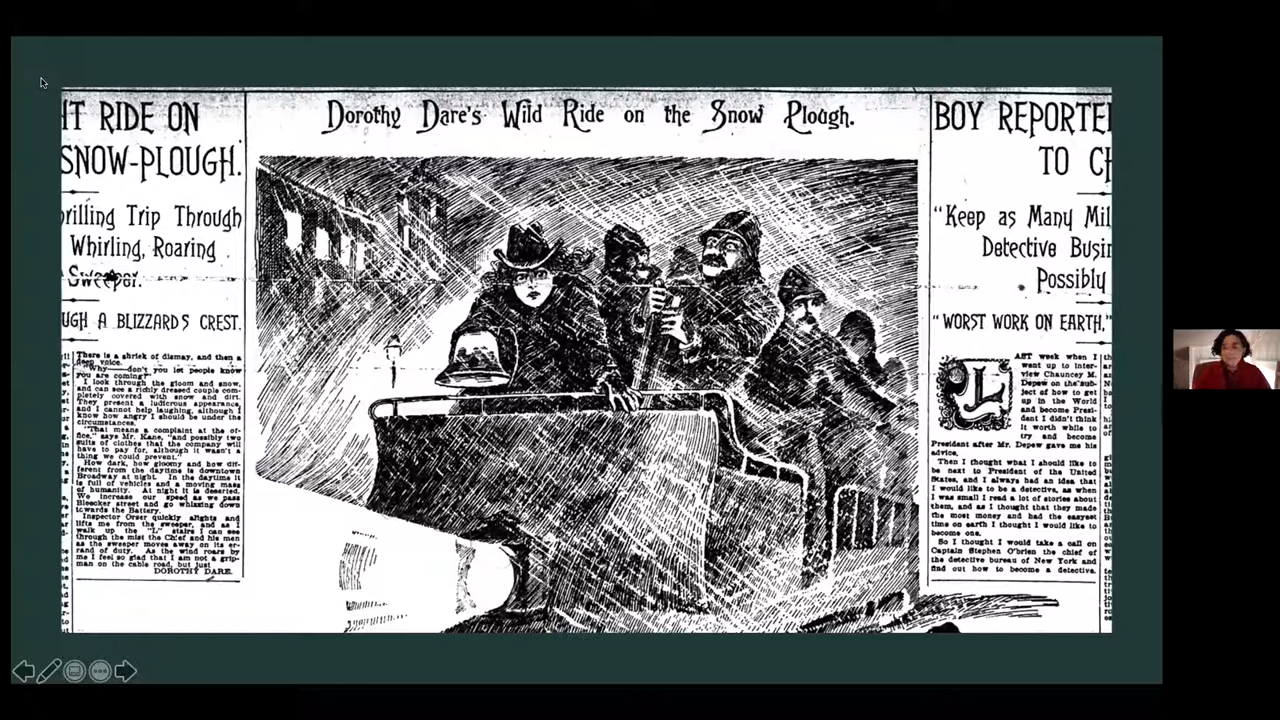 IT RIDE ON
SNOW-PLOUGH.
rilling Trip Through
Whirling, Roaring
Sweeper.
UGH A BLIZZARD'S CREST.
There is a shriek of dismay, and then a
deep voice.
"Why——don't you let people know
you are coming?"
I look through the gloom and snow,
and can see a richly dressed couple com-
pletely covered with snow and dirt.
They present a ludicrous appearance,
and I cannot help laughing, although I
know how angry I should be under the
circumstances.
"That means a complaint at the of-
fice," says Mr. Kane, "and possibly two
suits of clothes that the company will
have to pay for, although it wasn't a
thing we could prevent."
How dark, how gloomy and how dif-
ferent from the daytime is downtown
Broadway at night. In the daytime it
is full of vehicles and a moving mass
of humanity. At night it is deserted.
We increase our speed as we pass
Bleecker street and go whizzing down
towards the Battery.
Inspector Orser quickly alights and
lifts me from the sweeper, and as I
walk up the "L" stairs I can see
through the mist the Chief and his men
as the sweeper moves away on its er-
rand of duty. As the wind roars by
me I feel so glad that I am not a grip-
man on the cable road, but just
DOROTHY DARE.
Dorothy Dare's Wild Ride on the Snow Plough.
BOY REPORTE
TO CH
"Keep as Many Mil
Detective Busin
Possibly
"WORST WORK ON EARTH,"
LAST week when I
went up to inter-
view Chauncey M.
Depew on the sub-
ject of how to get
up in the World
and become Presi-
dent I didn't think
it worth while to
try and become
President after Mr. Depew gave me his
advice.
Then I thought what I should like to
be next to President of the United
States, and I always had an idea that
I would like to be a detective, as when
I was small I read a lot of stories about
them, and as I thought that they made
the most money and had the easyest
time on earth I thought I would like to
become one.
So I thought I would take a call on
Captain Stephen O'brien the chief of
the detective bureau of New York and
find out how to become a detective.